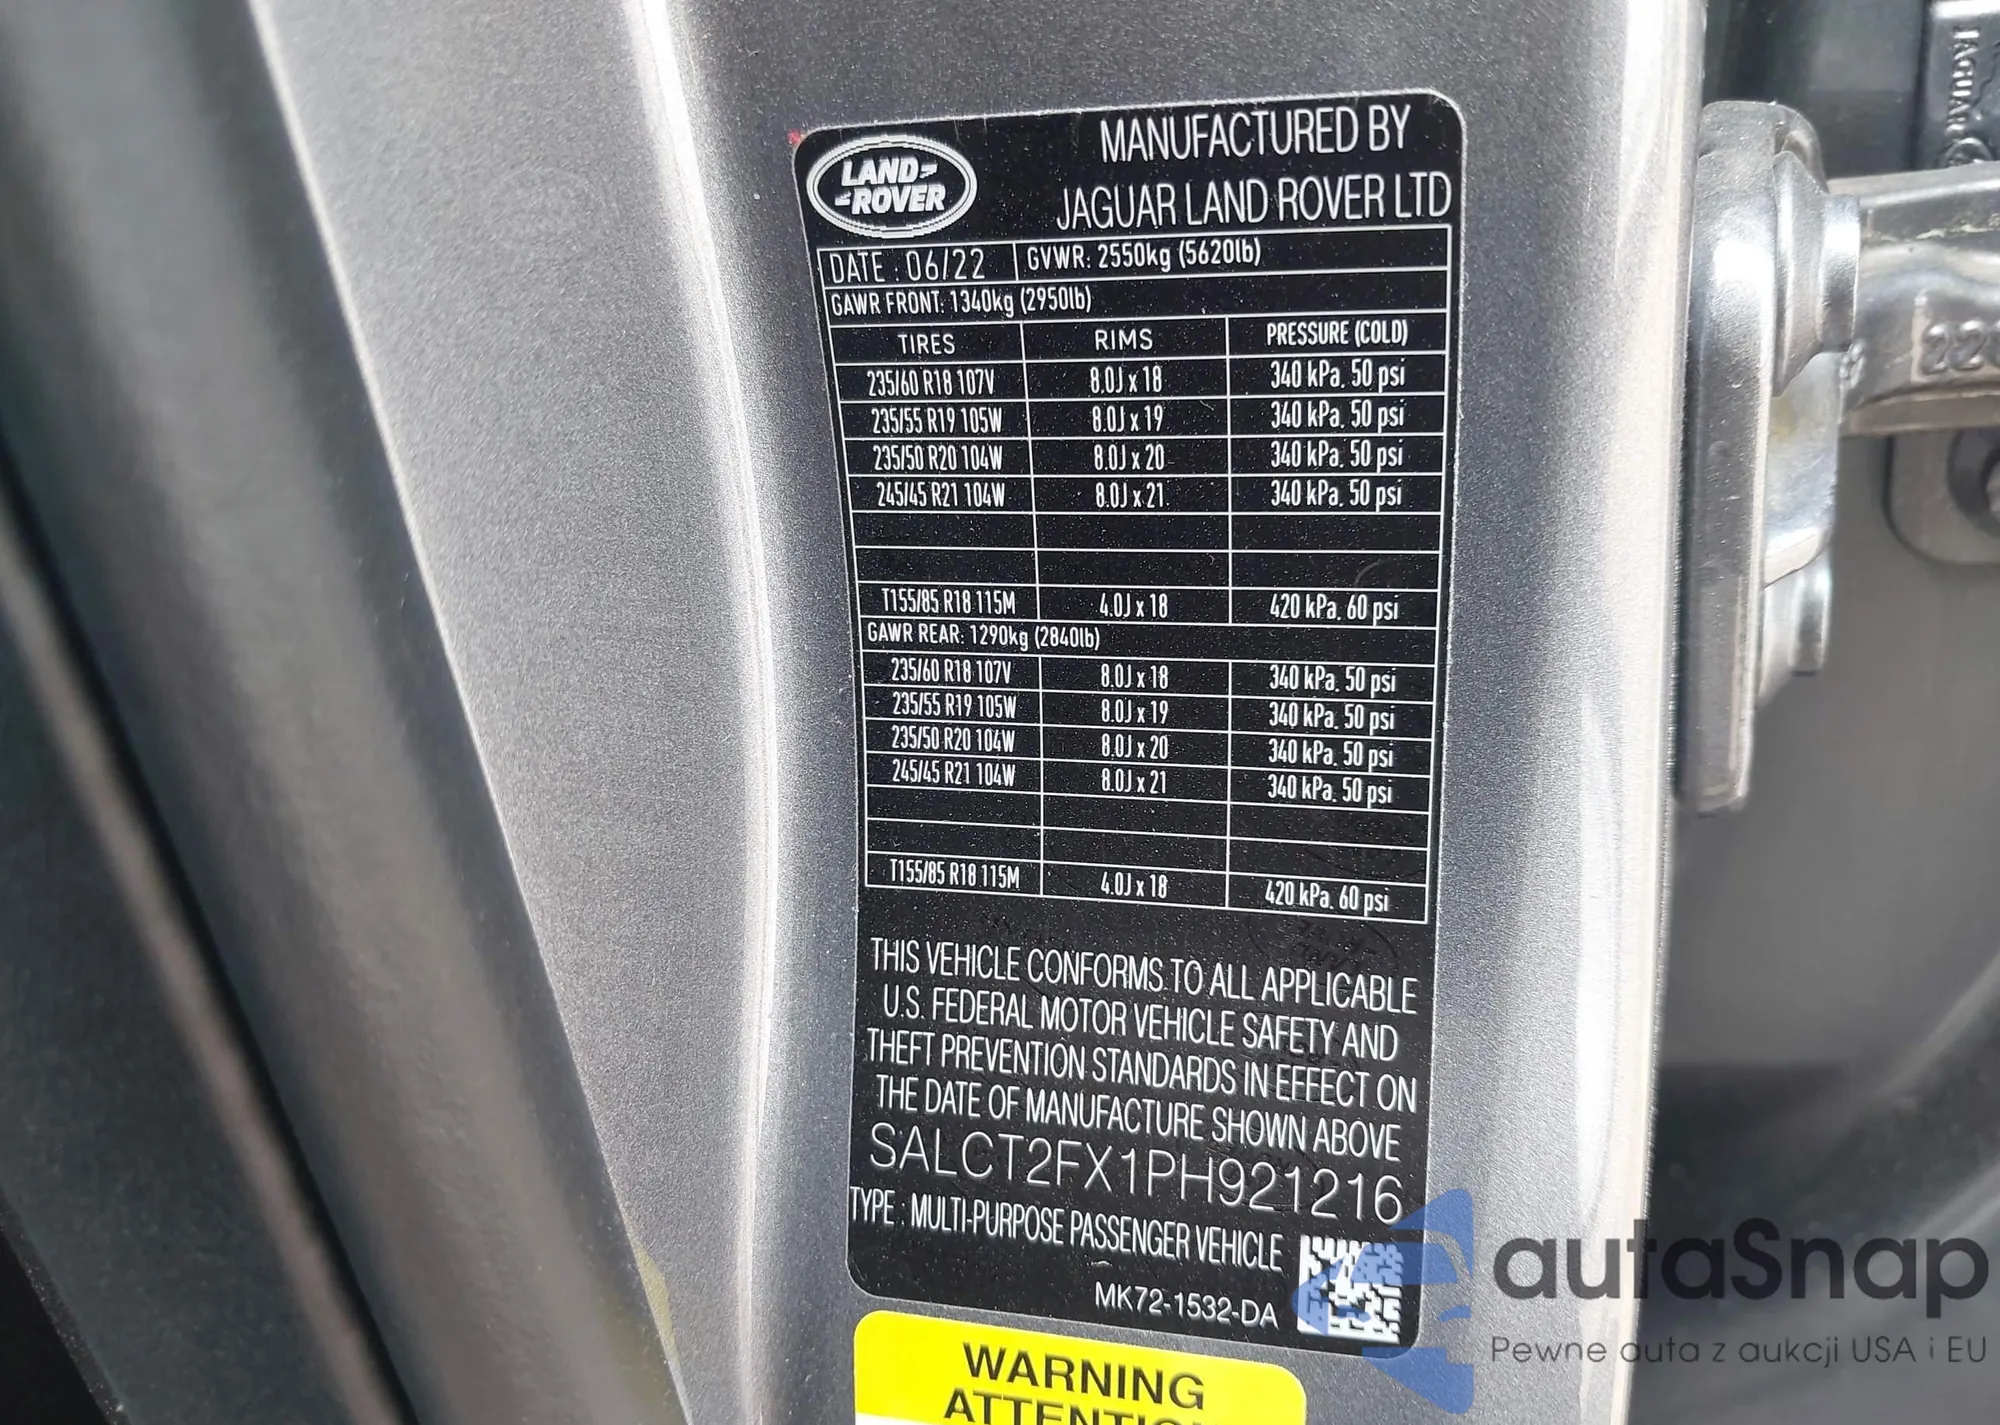 LAND
ROVER
MANUFACTURED BY
JAGUAR LAND ROVER LTD
DATE : 06/22 GVWR: 2550kg (5620lb)
GAWR FRONT: 1340kg (2950lb)
TIRES RIMS PRESSURE (COLD)
235/60 R18 107V 8.0J x 18 340 kPa. 50 psi
235/55 R19 105W 8.0J x 19 340 kPa. 50 psi
235/50 R20 104W 8.0J x 20 340 kPa. 50 psi
245/45 R21 104W 8.0J x 21 340 kPa. 50 psi
T155/85 R18 115M 4.0J x 18 420 kPa. 60 psi
GAWR REAR: 1290kg (2840lb)
235/60 R18 107V 8.0J x 18 340 kPa. 50 psi
235/55 R19 105W 8.0J x 19 340 kPa. 50 psi
235/50 R20 104W 8.0J x 20 340 kPa. 50 psi
245/45 R21 104W 8.0J x 21 340 kPa. 50 psi
T155/85 R18 115M 4.0J x 18 420 kPa. 60 psi
THIS VEHICLE CONFORMS TO ALL APPLICABLE
U.S. FEDERAL MOTOR VEHICLE SAFETY AND
THEFT PREVENTION STANDARDS IN EFFECT ON
THE DATE OF MANUFACTURE SHOWN ABOVE
SALCT2FX1PH921216
TYPE : MULTI-PURPOSE PASSENGER VEHICLE
MK72-1532-DA
WARNING
JAGUAR
autaSnap
Pewne auta z aukcji USA i EU